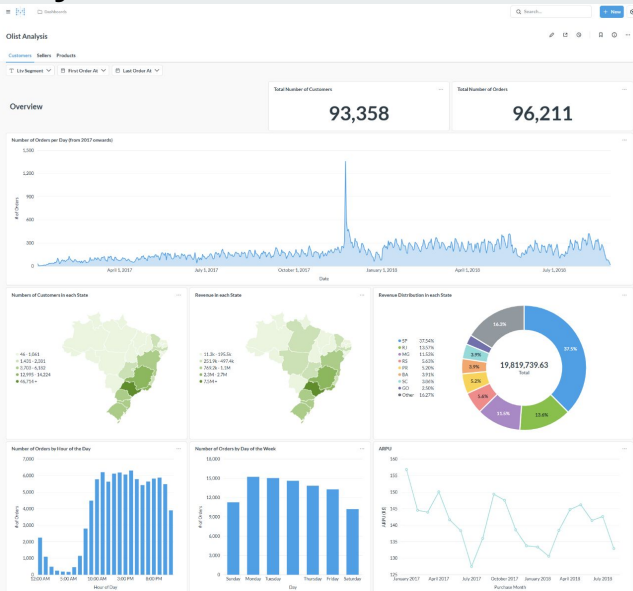 Dashboards
Search...
+ New
Olist Analysis
Customers Sellers Products
Ltv Segment
First Order At
Last Order At
Overview
Total Number of Customers
93,358
Total Number of Orders
96,211
Number of Orders per Day (from 2017 onwards)
1,500
1,200
900
600
300
0
# of Orders
April 1, 2017
July 1, 2017
October 1, 2017
January 1, 2018
April 1, 2018
July 1, 2018
Date
Numbers of Customers in each State
Revenue in each State
Revenue Distribution in each State
SP 37.54%
RJ 13.57%
MG 11.53%
RS 5.63%
PR 5.20%
BA 3.91%
GO 2.50%
Other 16.27%
19,819,739.63
Total
37.5%
13.6%
11.5%
5.6%
5.2%
3.9%
3.9%
16.3%
Number of Orders by Hour of the Day
7,000
6,000
5,000
4,000
3,000
2,000
1,000
0
# of Orders
12:00 AM
5:00 AM
10:00 AM
3:00 PM
8:00 PM
Hour of Day
Number of Orders by Day of the Week
16,000
13,000
12,000
9,000
6,000
3,000
0
# of Orders
Sunday Monday Tuesday Thursday Friday Saturday
Day
ARPU
160
155
150
145
140
135
130
125
January 2017
April 2017
July 2017
October 2017
January 2018
April 2018
July 2018
Purchase Month